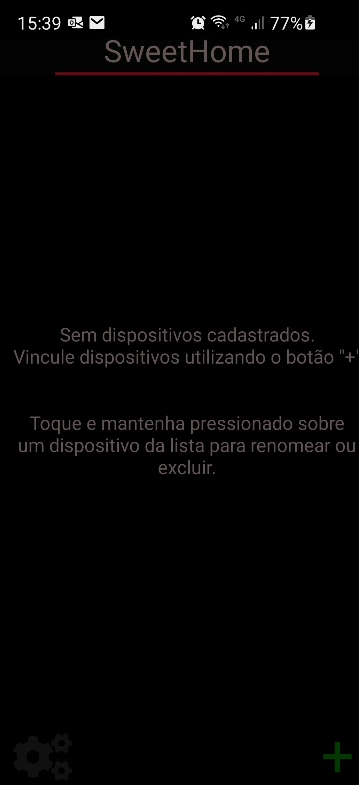 15:39 4G 77%
SweetHome
Sem dispositivos cadastrados.
Vincule dispositivos utilizando o botão "+"
Toque e mantenha pressionado sobre
um dispositivo da lista para renomear ou
excluir.